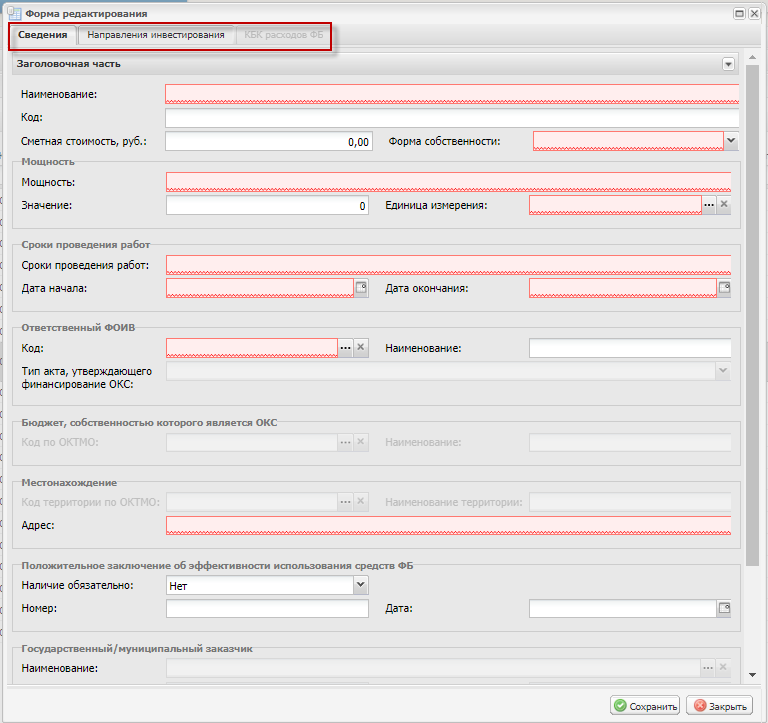 Форма редактирования
Сведения Направления инвестирования КБК расходов ФБ
Заголовочная часть
Наименование:
Код:
Сметная стоимость, руб.: 0,00 Форма собственности:
Мощность
Мощность:
Значение: 0 Единица измерения:
Сроки проведения работ
Сроки проведения работ:
Дата начала: Дата окончания:
Ответственный ФОИВ
Код: Наименование:
Тип акта, утверждающего
финансирование ОКС:
Бюджет, собственностью которого является ОКС
Код по ОКТМО: Наименование:
Местонахождение
Код территории по ОКТМО: Наименование территории:
Адрес:
Положительное заключение об эффективности использования средств ФБ
Наличие обязательно: Нет
Номер: Дата:
Государственный/муниципальный заказчик
Наименование:
Сохранить Закрыть